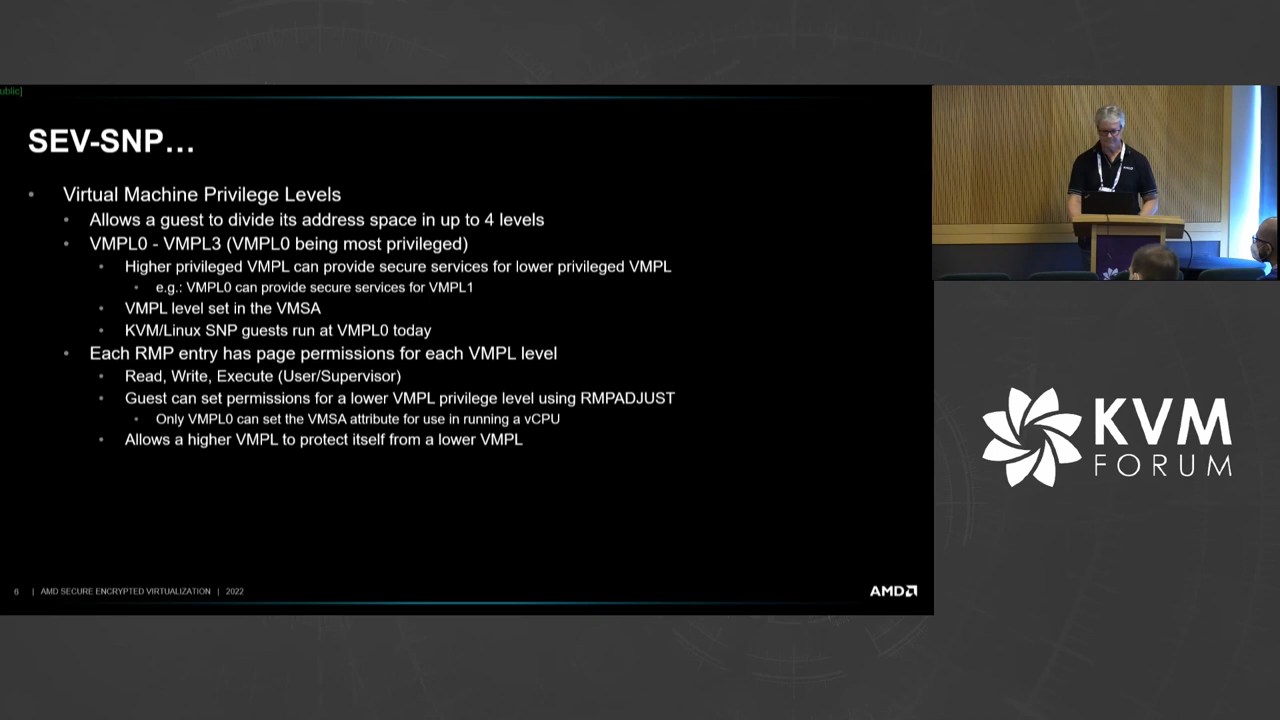 ublic]
SEV-SNP…
• Virtual Machine Privilege Levels
• Allows a guest to divide its address space in up to 4 levels
• VMPL0 - VMPL3 (VMPL0 being most privileged)
• Higher privileged VMPL can provide secure services for lower privileged VMPL
• e.g.: VMPL0 can provide secure services for VMPL1
• VMPL level set in the VMSA
• KVM/Linux SNP guests run at VMPL0 today
• Each RMP entry has page permissions for each VMPL level
• Read, Write, Execute (User/Supervisor)
• Guest can set permissions for a lower VMPL privilege level using RMPADJUST
• Only VMPL0 can set the VMSA attribute for use in running a vCPU
• Allows a higher VMPL to protect itself from a lower VMPL
6 | AMD SECURE ENCRYPTED VIRTUALIZATION | 2022
AMD
KVM
FORUM